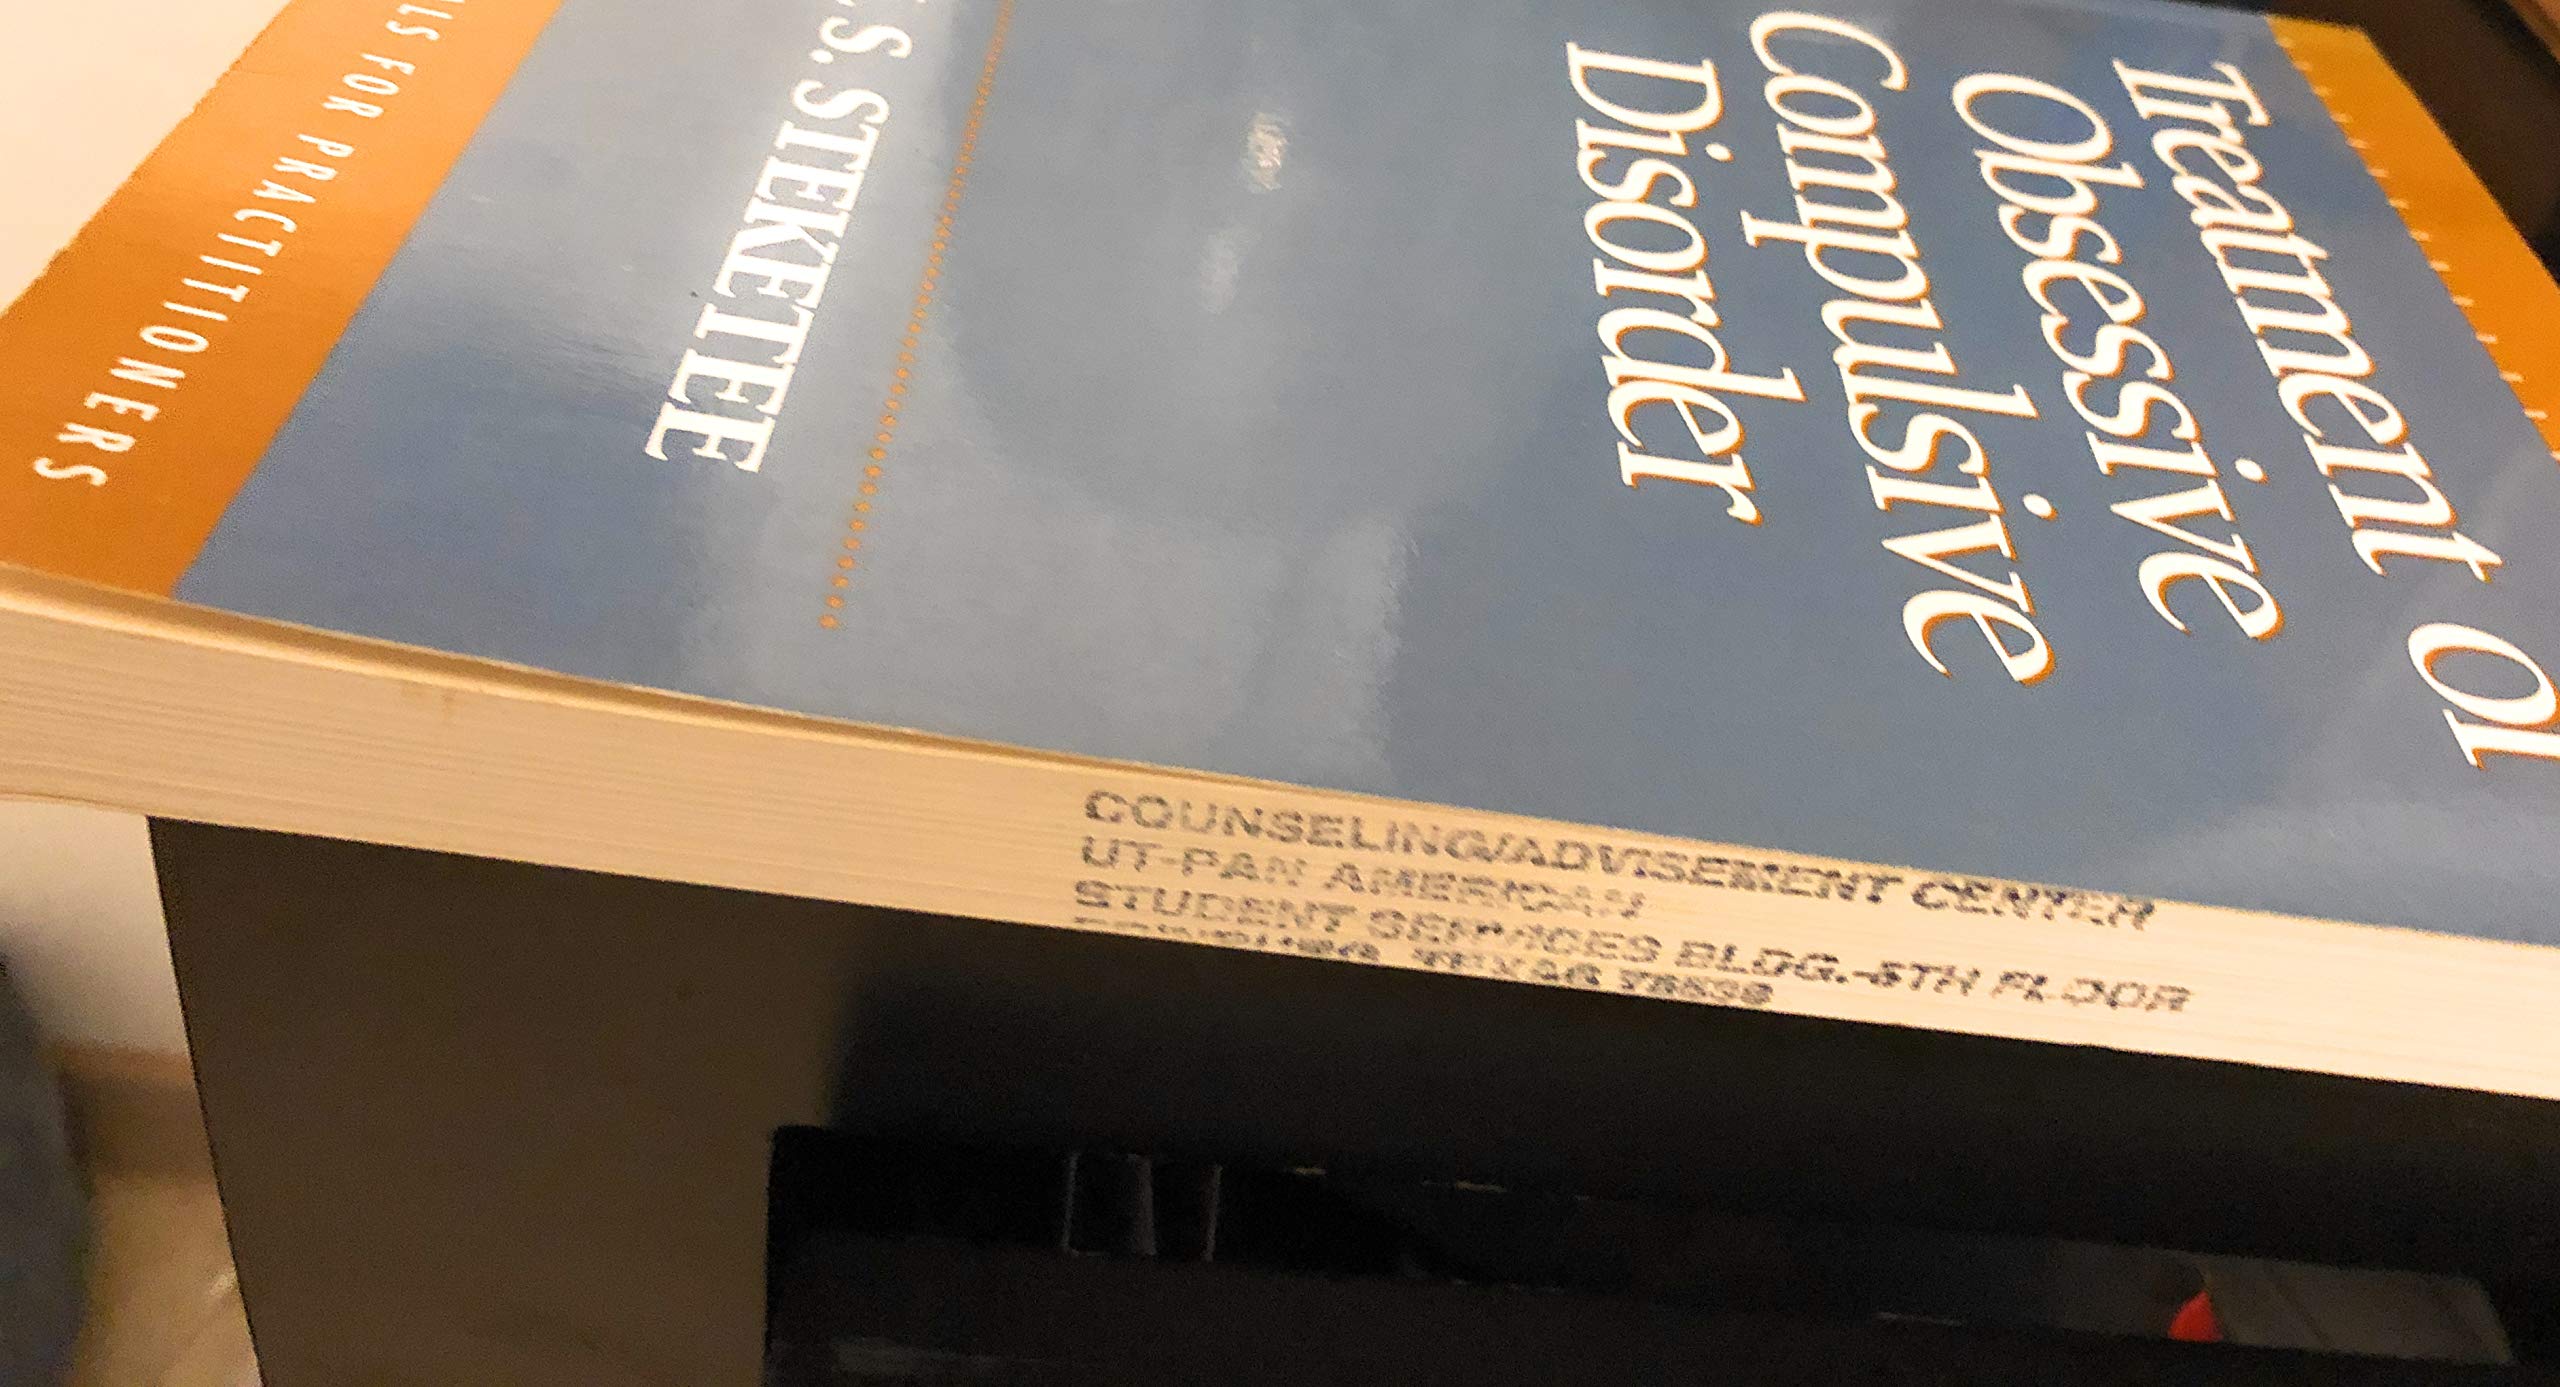 Treatment of
Obsessive
Compulsive
Disorder
S. STEKETEE
FOR PRACTITIONERS
COUNSELING/ADVISEMENT CENTER
UT-PAN AMERICAN
STUDENT SERVICES BLDG.-5TH FLOOR
TEXAS